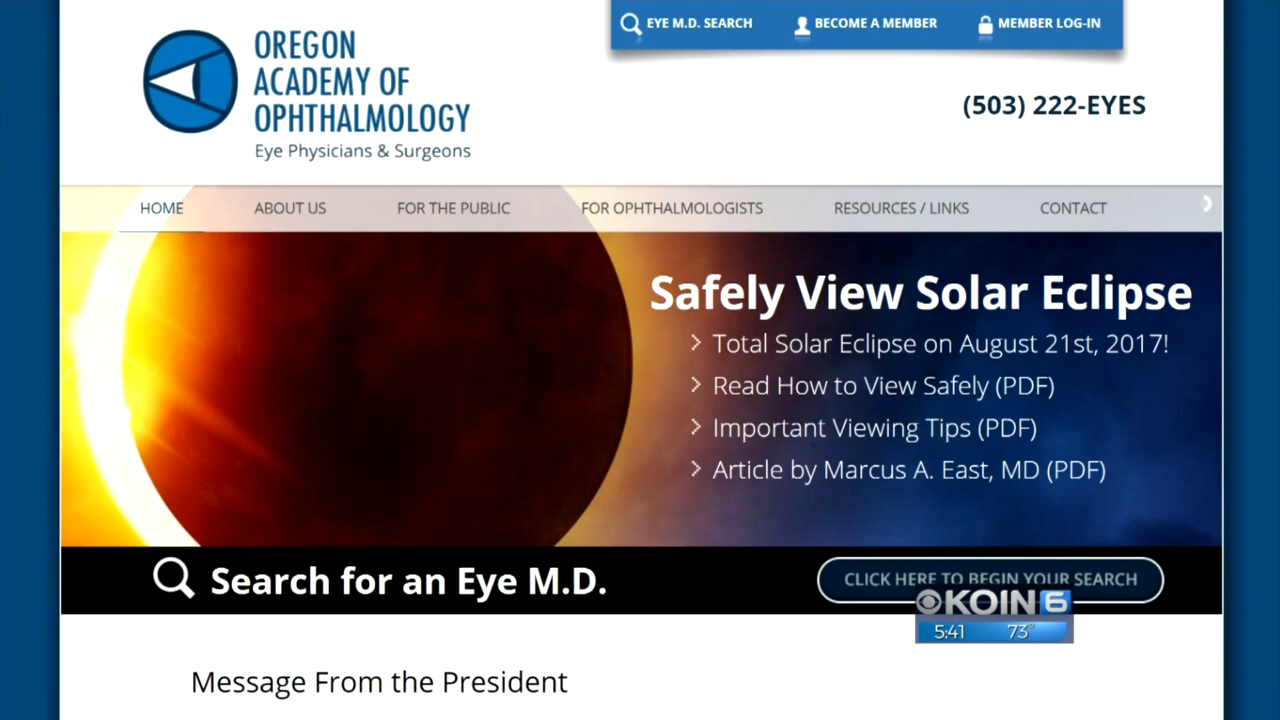 EYE M.D. SEARCH
BECOME A MEMBER
MEMBER LOG-IN
OREGON
ACADEMY OF
OPHTHALMOLOGY
Eye Physicians & Surgeons
(503) 222-EYES
HOME
ABOUT US
FOR THE PUBLIC
FOR OPHTHALMOLOGISTS
RESOURCES / LINKS
CONTACT
Safely View Solar Eclipse
Total Solar Eclipse on August 21st, 2017!
Read How to View Safely (PDF)
Important Viewing Tips (PDF)
Article by Marcus A. East, MD (PDF)
Search for an Eye M.D.
CLICK HERE TO BEGIN YOUR SEARCH
KOIN 6
5:41 73°
Message From the President